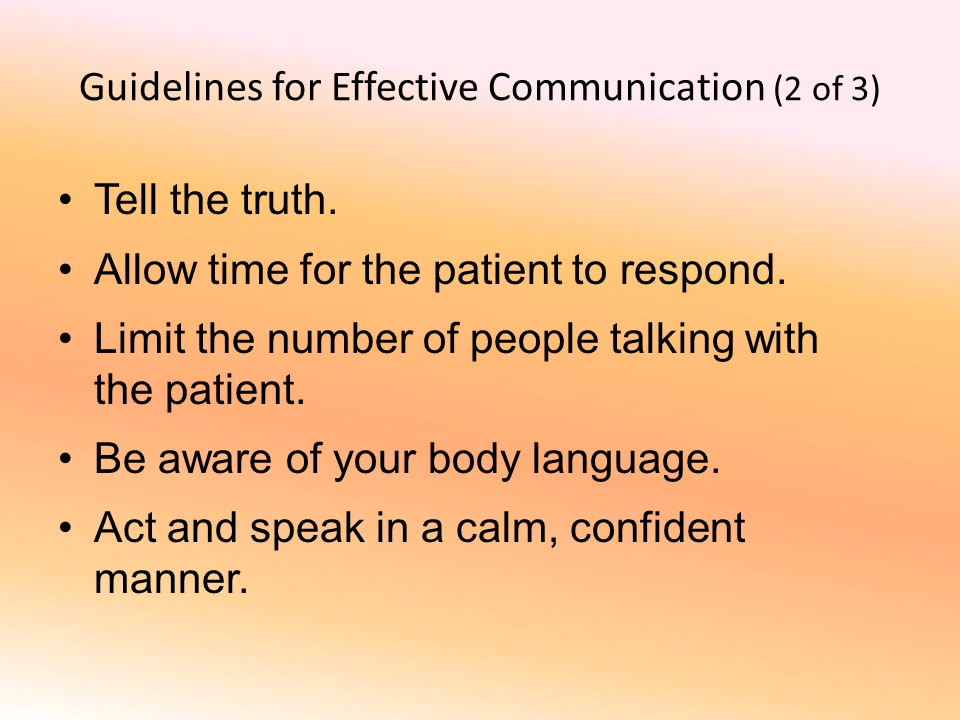 Guidelines for Effective Communication (2 of 3)
• Tell the truth.
• Allow time for the patient to respond.
• Limit the number of people talking with
the patient.
• Be aware of your body language.
• Act and speak in a calm, confident
manner.